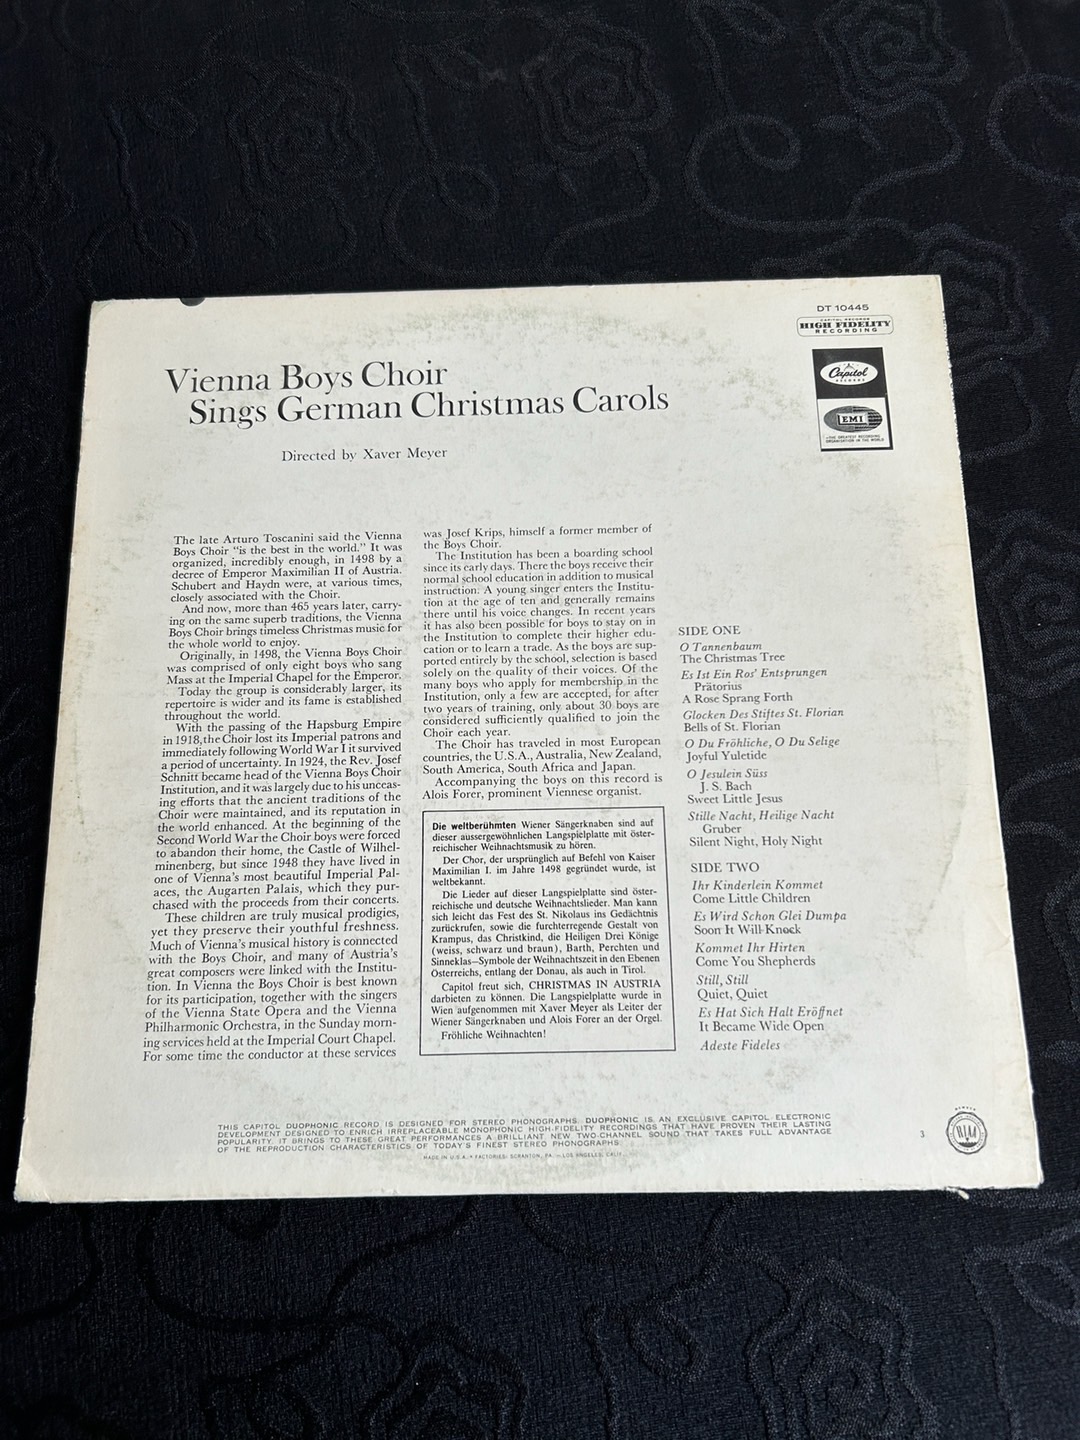 DT 10445
CAPITOL RECORDS
HIGH FIDELITY
RECORDING
Capitol
RECORDS
EMI
THE GREATEST RECORDING
ORGANISATION IN THE WORLD
Vienna Boys Choir
Sings German Christmas Carols
Directed by Xaver Meyer
The late Arturo Toscanini said the Vienna
Boys Choir "is the best in the world." It was
organized, incredibly enough, in 1498 by a
decree of Emperor Maximilian II of Austria.
Schubert and Haydn were, at various times,
closely associated with the Choir.
And now, more than 465 years later, carry-
ing on the same superb traditions, the Vienna
Boys Choir brings timeless Christmas music for
the whole world to enjoy.
Originally, in 1498, the Vienna Boys Choir
was comprised of only eight boys who sang
Mass at the Imperial Chapel for the Emperor.
Today the group is considerably larger, its
repertoire is wider and its fame is established
throughout the world.
With the passing of the Hapsburg Empire
in 1918, the Choir lost its Imperial patrons and
immediately following World War I it survived
a period of uncertainty. In 1924, the Rev. Josef
Schnitt became head of the Vienna Boys Choir
Institution, and it was largely due to his unceas-
ing efforts that the ancient traditions of the
Choir were maintained, and its reputation in
the world enhanced. At the beginning of the
Second World War the Choir boys were forced
to abandon their home, the Castle of Wilhel-
minenberg, but since 1948 they have lived in
one of Vienna's most beautiful Imperial Pal-
aces, the Augarten Palais, which they pur-
chased with the proceeds from their concerts.
These children are truly musical prodigies,
yet they preserve their youthful freshness.
Much of Vienna's musical history is connected
with the Boys Choir, and many of Austria's
great composers were linked with the Institu-
tion. In Vienna the Boys Choir is best known
for its participation, together with the singers
of the Vienna State Opera and the Vienna
Philharmonic Orchestra, in the Sunday morn-
ing services held at the Imperial Court Chapel.
For some time the conductor at these services
was Josef Krips, himself a former member of
the Boys Choir.
The Institution has been a boarding school
since its early days. There the boys receive their
normal school education in addition to musical
instruction. A young singer enters the Institu-
tion at the age of ten and generally remains
there until his voice changes. In recent years
it has also been possible for boys to stay on in
the Institution to complete their higher edu-
cation or to learn a trade. As the boys are sup-
ported entirely by the school, selection is based
solely on the quality of their voices. Of the
many boys who apply for membership in the
Institution, only a few are accepted, for after
two years of training, only about 30 boys are
considered sufficiently qualified to join the
Choir each year.
The Choir has traveled in most European
countries, the U.S.A., Australia, New Zealand,
South America, South Africa and Japan.
Accompanying the boys on this record is
Alois Forer, prominent Viennese organist.
Die weltberühmten Wiener Sängerknaben sind auf
dieser aussergewöhnlichen Langspielplatte mit öster-
reichischer Weihnachtsmusik zu hören.
Der Chor, der ursprünglich auf Befehl von Kaiser
Maximilian I. im Jahre 1498 gegründet wurde, ist
weltbekannt.
Die Lieder auf dieser Langspielplatte sind öster-
reichische und deutsche Weihnachtslieder. Man kann
sich leicht das Fest des St. Nikolaus ins Gedächtnis
zurückrufen, sowie die furchterregende Gestalt von
Krampus, das Christkind, die Heiligen Drei Könige
(weiss, schwarz und braun), Barth, Perchten und
Sinneklas—Symbole der Weihnachtszeit in den Ebenen
Österreichs, entlang der Donau, als auch in Tirol.
Capitol freut sich, CHRISTMAS IN AUSTRIA
darbieten zu können. Die Langspielplatte wurde in
Wien aufgenommen mit Xaver Meyer als Leiter der
Wiener Sängerknaben und Alois Forer an der Orgel.
Fröhliche Weihnachten!
SIDE ONE
O Tannenbaum
The Christmas Tree
Es Ist Ein Ros' Entsprungen
Prätorius
A Rose Sprang Forth
Glocken Des Stiftes St. Florian
Bells of St. Florian
O Du Fröhliche, O Du Selige
Joyful Yuletide
O Jesulein Süss
J. S. Bach
Sweet Little Jesus
Stille Nacht, Heilige Nacht
Gruber
Silent Night, Holy Night
SIDE TWO
Ihr Kinderlein Kommet
Come Little Children
Es Wird Schon Glei Dumpa
Soon It Will Knock
Kommet Ihr Hirten
Come You Shepherds
Still, Still
Quiet, Quiet
Es Hat Sich Halt Eröffnet
It Became Wide Open
Adeste Fideles
THIS CAPITOL DUOPHONIC RECORD IS DESIGNED FOR STEREO PHONOGRAPHS. DUOPHONIC IS AN EXCLUSIVE CAPITOL ELECTRONIC
DEVELOPMENT DESIGNED TO ENRICH IRREPLACEABLE MONOPHONIC HIGH-FIDELITY RECORDINGS THAT HAVE PROVEN THEIR LASTING
POPULARITY. IT BRINGS TO THESE GREAT PERFORMANCES A BRILLIANT NEW TWO-CHANNEL SOUND THAT TAKES FULL ADVANTAGE
OF THE REPRODUCTION CHARACTERISTICS OF TODAY'S FINEST STEREO PHONOGRAPHS.
MADE IN U.S.A. • FACTORIES: SCRANTON, PA. — LOS ANGELES, CALIF.
3
MEMBER
RIAA